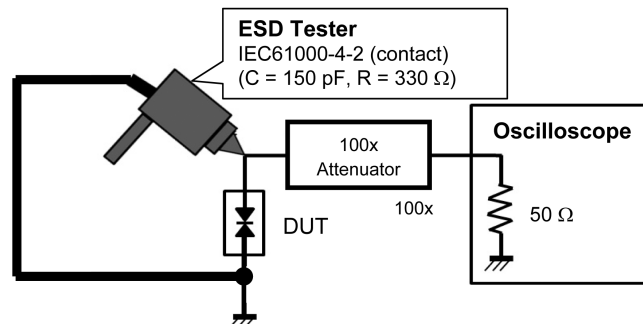 ESD Tester
IEC61000-4-2 (contact)
(C = 150 pF, R = 330 Ω)
100x
Attenuator
100x
Oscilloscope
50 Ω
DUT